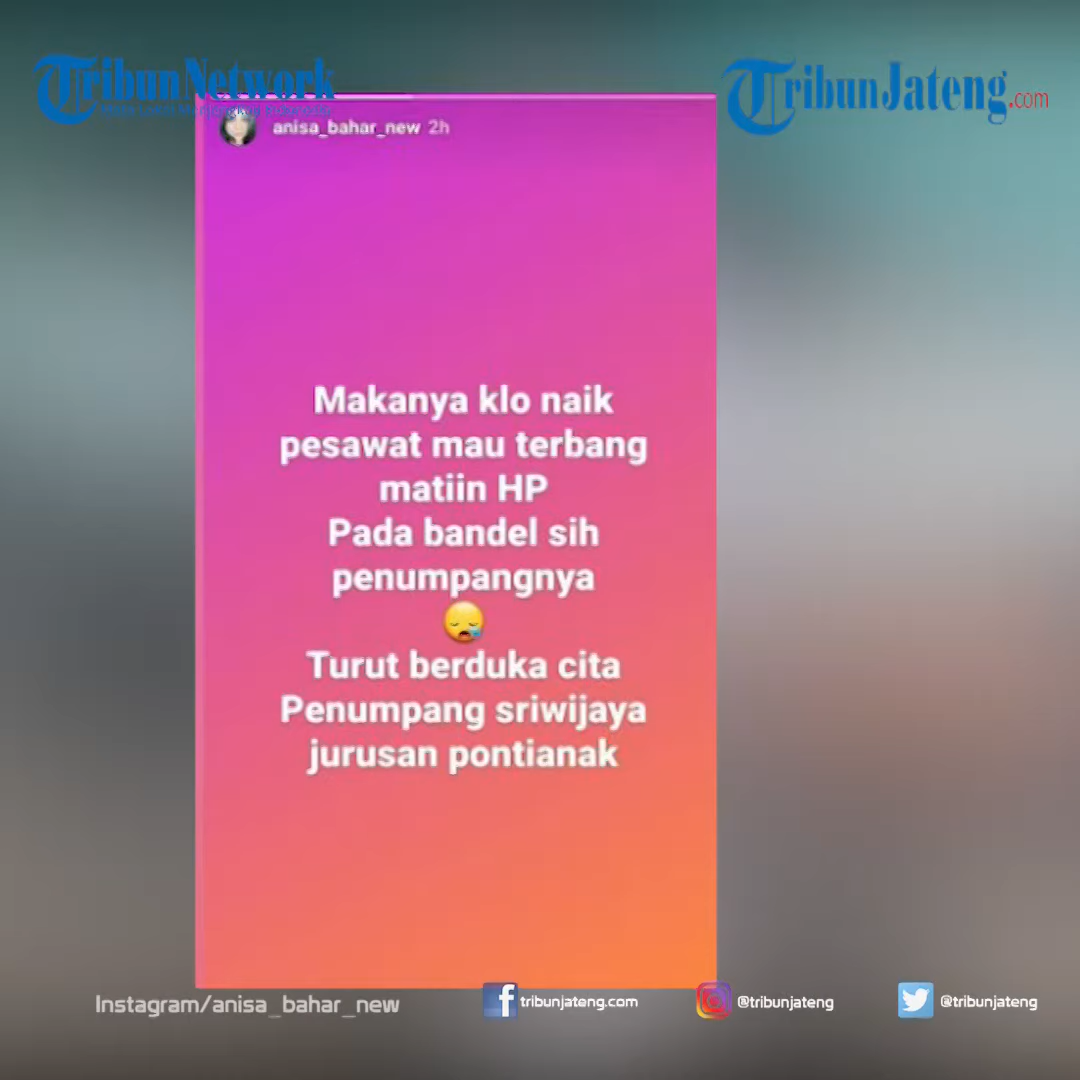 TribunNetwork
TribunJateng.com
anisa_bahar_new 2h
Makanya klo naik
pesawat mau terbang
matiin HP
Pada bandel sih
penumpangnya
😪
Turut berduka cita
Penumpang sriwijaya
jurusan pontianak
Instagram/anisa_bahar_new
tribunjateng.com
@tribunjateng
@tribunjateng